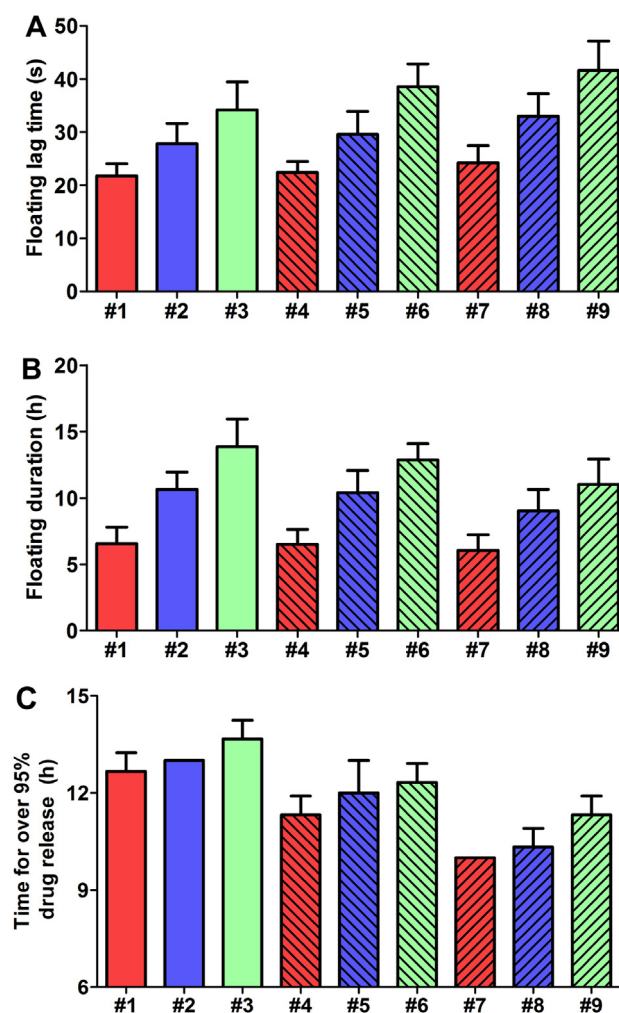 A
Floating lag time (s)
50
40
30
20
10
0
#1 #2 #3 #4 #5 #6 #7 #8 #9
B
Floating duration (h)
20
15
10
5
0
#1 #2 #3 #4 #5 #6 #7 #8 #9
C
Time for over 95%
drug release (h)
15
12
9
6
#1 #2 #3 #4 #5 #6 #7 #8 #9